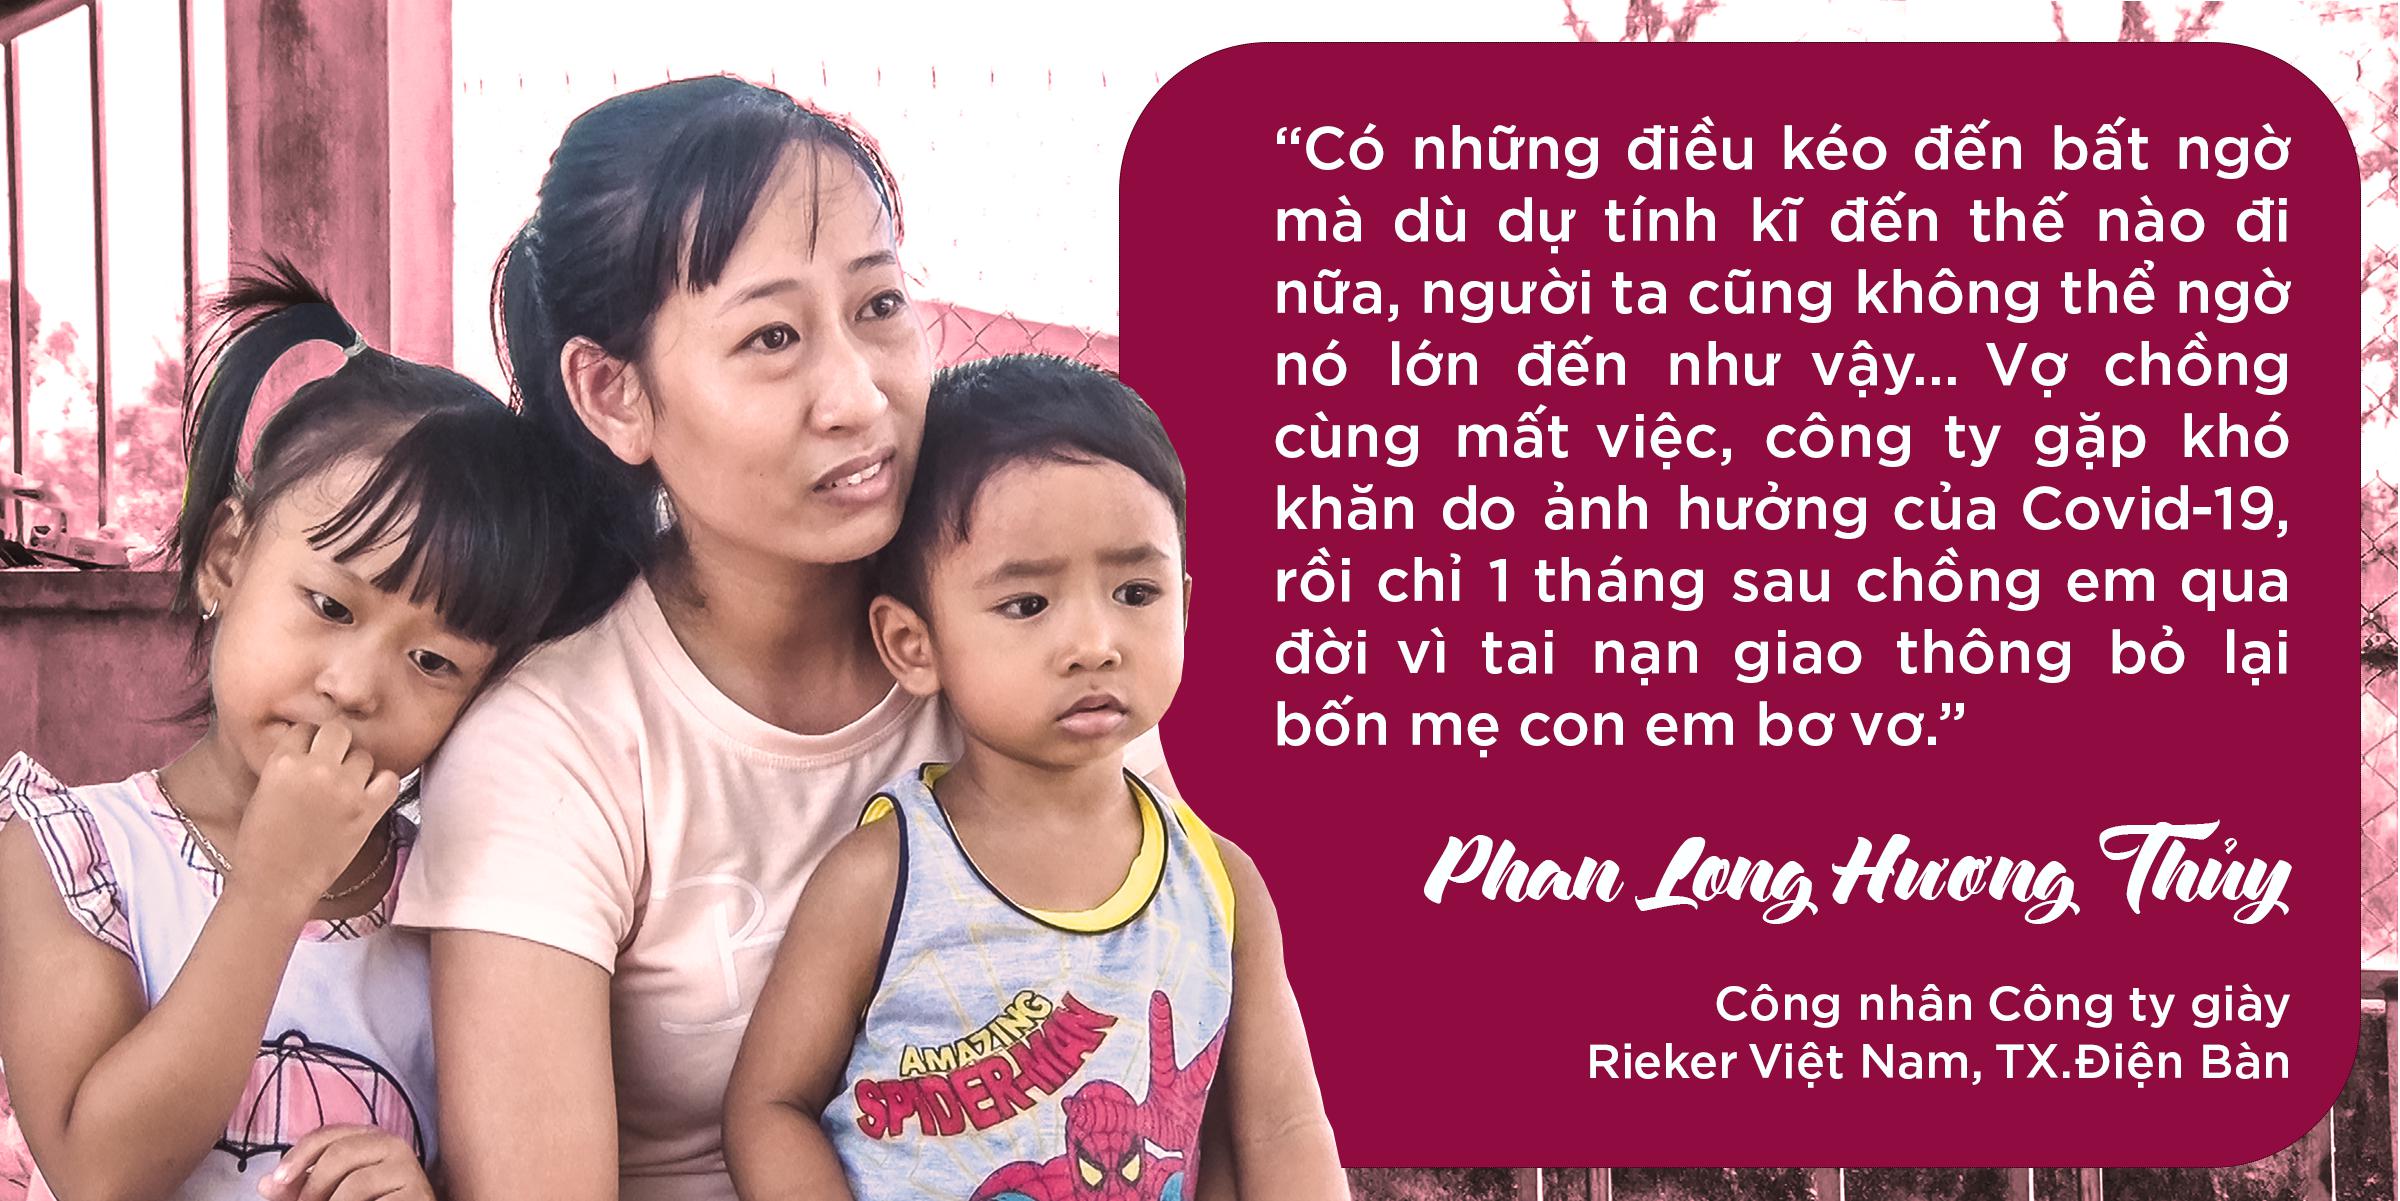 “Có những điều kéo đến bất ngờ
mà dù dự tính kĩ đến thế nào đi
nữa, người ta cũng không thể ngờ
nó lớn đến như vậy... Vợ chồng
cùng mất việc, công ty gặp khó
khăn do ảnh hưởng của Covid-19,
rồi chỉ 1 tháng sau chồng em qua
đời vì tai nạn giao thông bỏ lại
bốn mẹ con em bơ vơ.”
Phan Long Hương Thủy
Công nhân Công ty giày
Rieker Việt Nam, TX.Điện Bàn
AMAZING
SPIDER-MAN